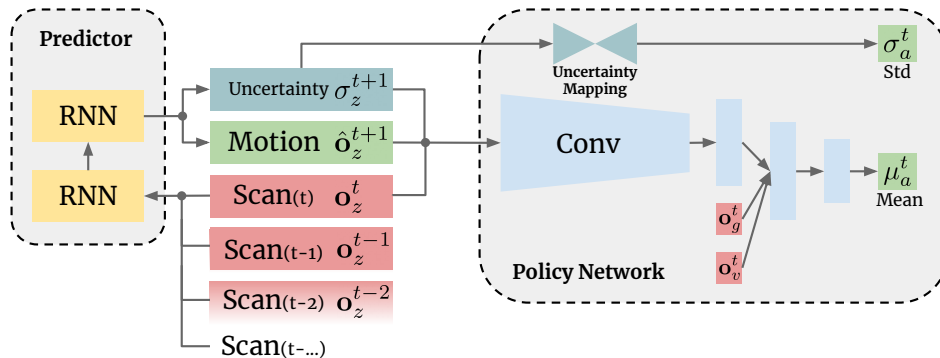 Predictor
RNN
RNN
Uncertainty σ_z^{t+1}
Motion ô_z^{t+1}
Scan(t) o_z^t
Scan(t-1) o_z^{t-1}
Scan(t-2) o_z^{t-2}
Scan(t-...)
Uncertainty
Mapping
σ_a^t
Std
Conv
μ_a^t
Mean
o_g^t
o_v^t
Policy Network